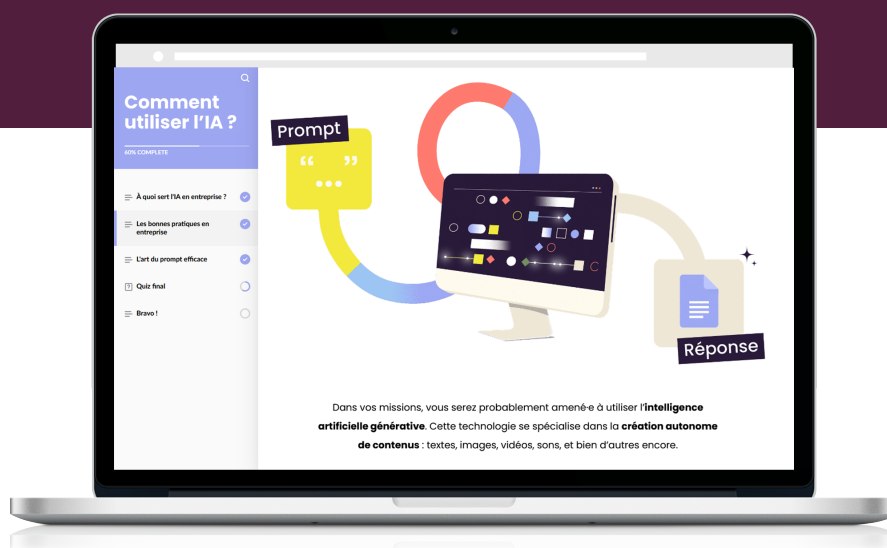 Comment
utiliser l'IA ?
60% COMPLETE
À quoi sert l'IA en entreprise ?
Les bonnes pratiques en
entreprise
L'art du prompt efficace
Quiz final
Bravo !
Prompt
Réponse
Dans vos missions, vous serez probablement amené·e à utiliser l'intelligence
artificielle générative. Cette technologie se spécialise dans la création autonome
de contenus : textes, images, vidéos, sons, et bien d'autres encore.